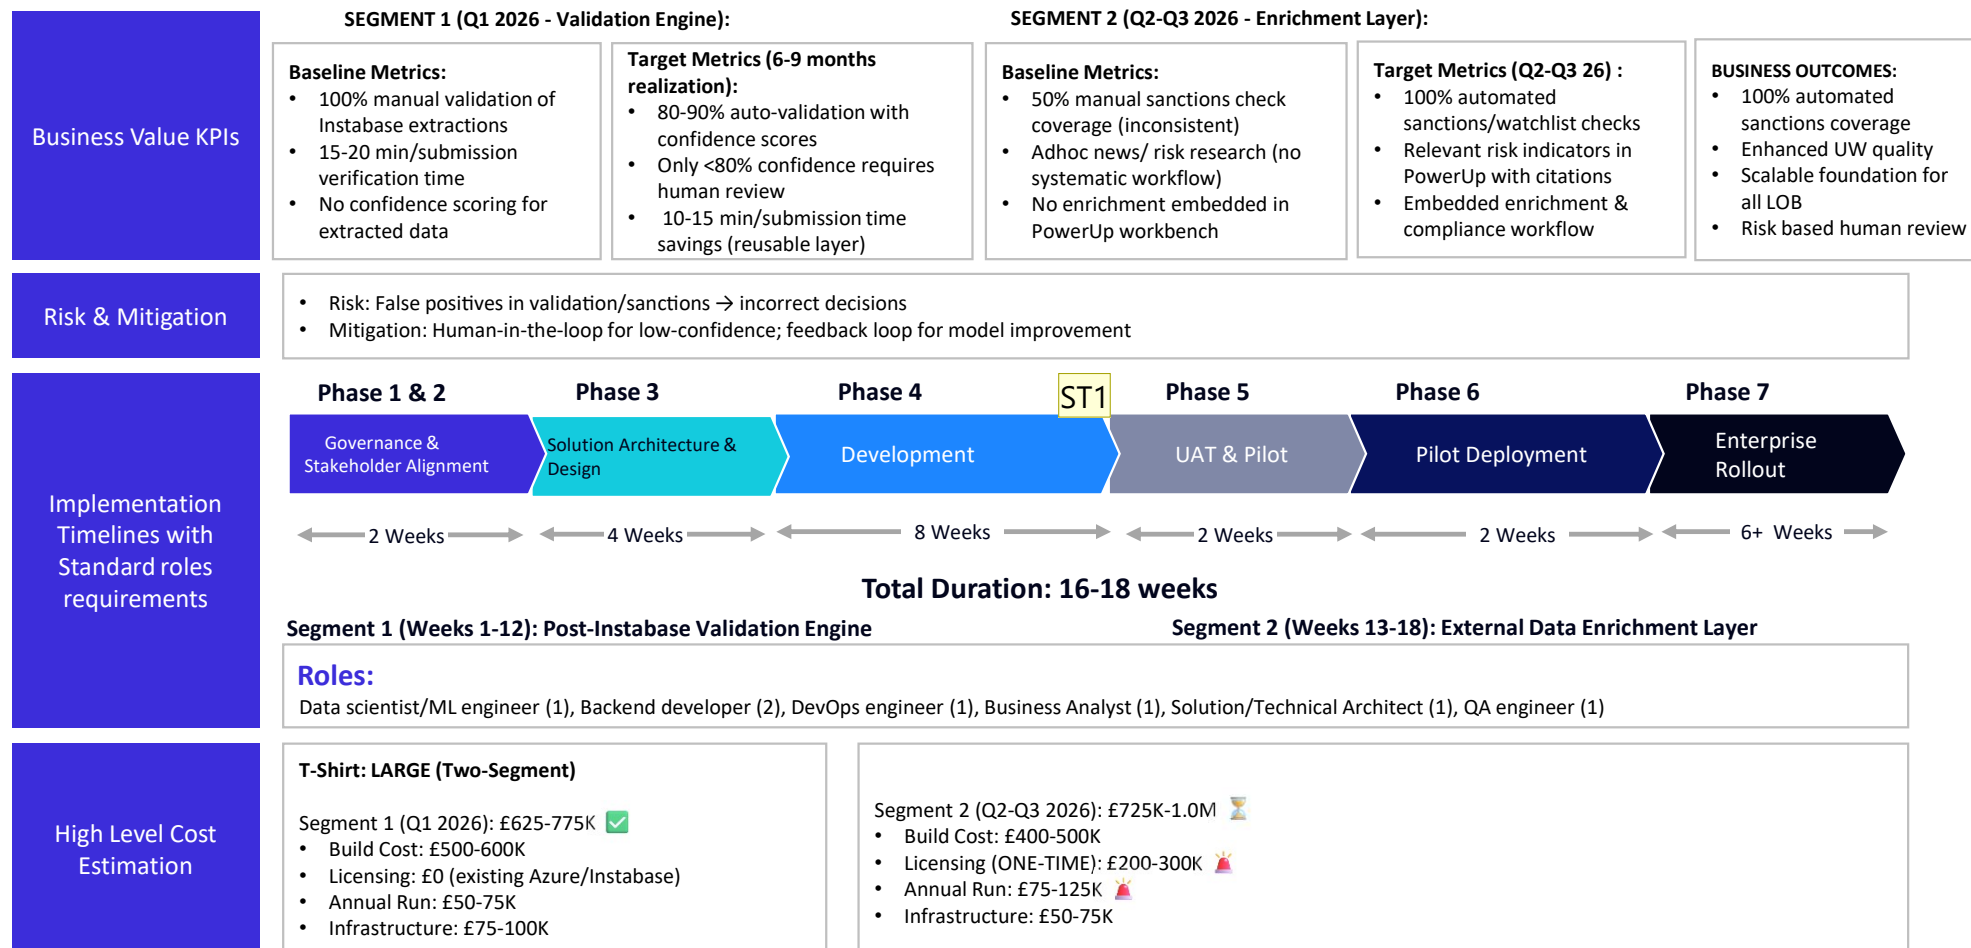 Business Value KPIs
SEGMENT 1 (Q1 2026 - Validation Engine):
Baseline Metrics:
• 100% manual validation of
Instabase extractions
• 15-20 min/submission
verification time
• No confidence scoring for
extracted data
Target Metrics (6-9 months
realization):
• 80-90% auto-validation with
confidence scores
• Only <80% confidence requires
human review
• 10-15 min/submission time
savings (reusable layer)
SEGMENT 2 (Q2-Q3 2026 - Enrichment Layer):
Baseline Metrics:
• 50% manual sanctions check
coverage (inconsistent)
• Adhoc news/ risk research (no
systematic workflow)
• No enrichment embedded in
PowerUp workbench
Target Metrics (Q2-Q3 26) :
• 100% automated
sanctions/watchlist checks
• Relevant risk indicators in
PowerUp with citations
• Embedded enrichment &
compliance workflow
BUSINESS OUTCOMES:
• 100% automated
sanctions coverage
• Enhanced UW quality
• Scalable foundation for
all LOB
• Risk based human review
Risk & Mitigation
• Risk: False positives in validation/sanctions → incorrect decisions
• Mitigation: Human-in-the-loop for low-confidence; feedback loop for model improvement
Implementation
Timelines with
Standard roles
requirements
Phase 1 & 2
Phase 3
Phase 4
ST1
Phase 5
Phase 6
Phase 7
Governance &
Stakeholder Alignment
Solution Architecture &
Design
Development
UAT & Pilot
Pilot Deployment
Enterprise
Rollout
2 Weeks
4 Weeks
8 Weeks
2 Weeks
2 Weeks
6+ Weeks
Total Duration: 16-18 weeks
Segment 1 (Weeks 1-12): Post-Instabase Validation Engine
Segment 2 (Weeks 13-18): External Data Enrichment Layer
Roles:
Data scientist/ML engineer (1), Backend developer (2), DevOps engineer (1), Business Analyst (1), Solution/Technical Architect (1), QA engineer (1)
High Level Cost
Estimation
T-Shirt: LARGE (Two-Segment)
Segment 1 (Q1 2026): £625-775K ✅
• Build Cost: £500-600K
• Licensing: £0 (existing Azure/Instabase)
• Annual Run: £50-75K
• Infrastructure: £75-100K
Segment 2 (Q2-Q3 2026): £725K-1.0M ⏳
• Build Cost: £400-500K
• Licensing (ONE-TIME): £200-300K 🚨
• Annual Run: £75-125K 🚨
• Infrastructure: £50-75K